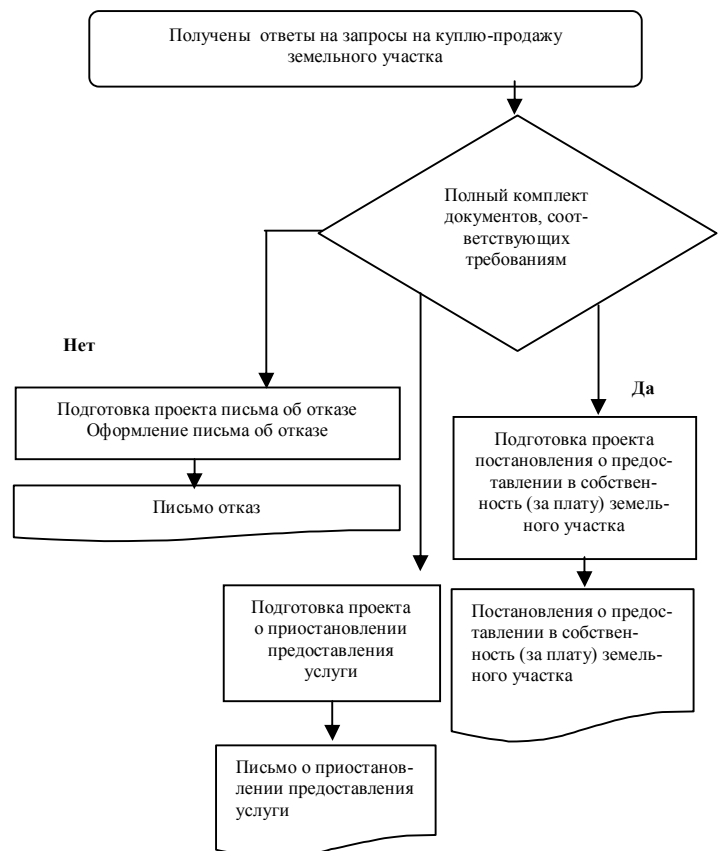 Получены ответы на запросы на куплю-продажу
земельного участка
Полный комплект
документов, соот-
ветствующих
требованиям
Нет
Да
Подготовка проекта письма об отказе
Оформление письма об отказе
Письмо отказ
Подготовка проекта
постановления о предос-
тавлении в собствен-
ность (за плату) земель-
ного участка
Постановления о предос-
тавлении в собствен-
ность (за плату) земель-
ного участка
Подготовка проекта
о приостановлении
предоставления
услуги
Письмо о приостанов-
лении предоставления
услуги